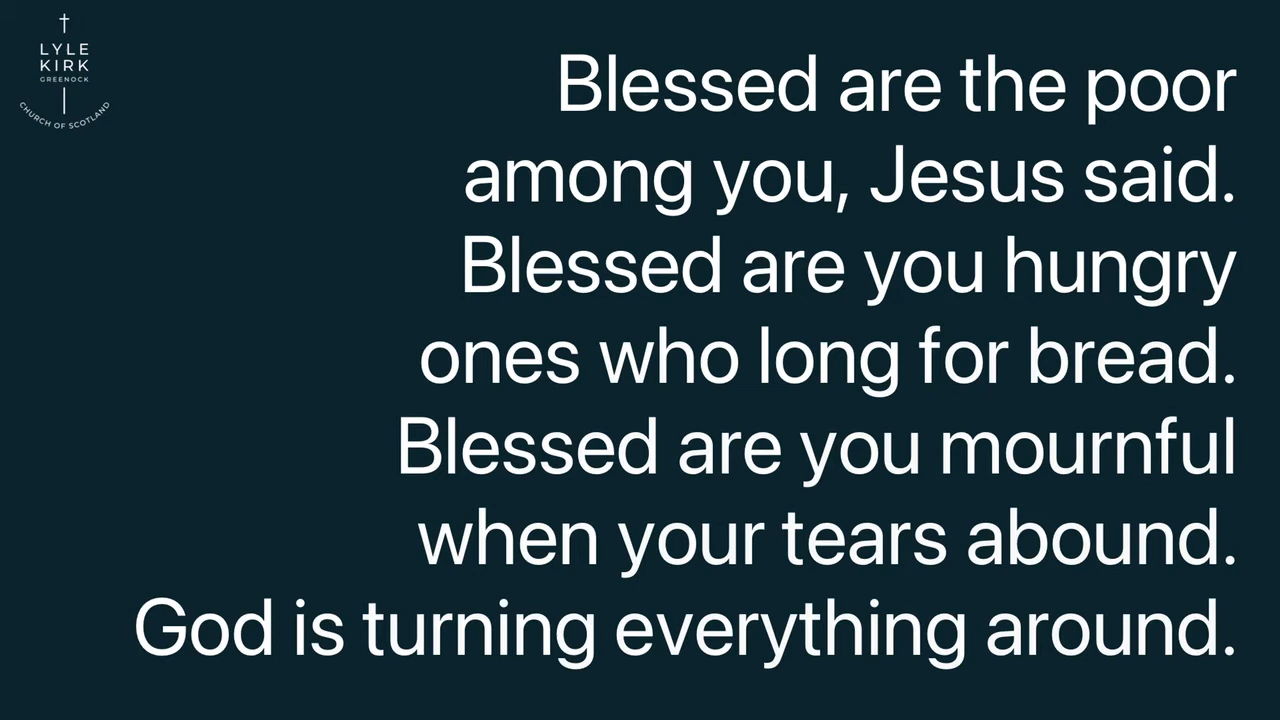 LYLE
KIRK
GREENOCK
CHURCH OF SCOTLAND
Blessed are the poor
among you, Jesus said.
Blessed are you hungry
ones who long for bread.
Blessed are you mournful
when your tears abound.
God is turning everything around.